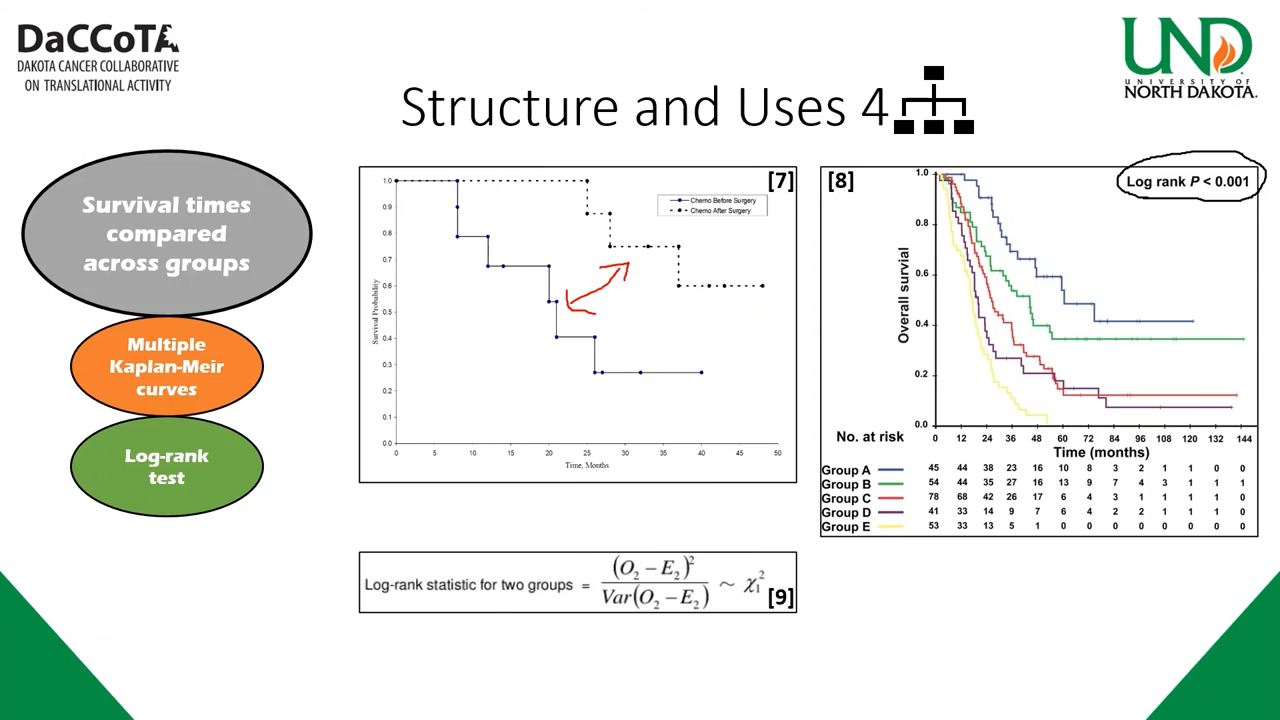 DaCCoTA
DAKOTA CANCER COLLABORATIVE
ON TRANSLATIONAL ACTIVITY
Structure and Uses 4
UND
UNIVERSITY OF
NORTH DAKOTA.
Survival times
compared
across groups
Multiple
Kaplan-Meir
curves
Log-rank
test
[7]
Chemo Before Surgery
Chemo After Surgery
Survival Probability
1.0
0.9
0.8
0.7
0.6
0.5
0.4
0.3
0.2
0.1
0.0
0 5 10 15 20 25 30 35 40 45 50
Time, Months
Log-rank statistic for two groups = (O₂ − E₂)² / Var(O₂ − E₂) ~ χ₁²
[9]
[8]
Log rank P < 0.001
Overall survial
1.0
0.8
0.6
0.4
0.2
0.0
No. at risk
0 12 24 36 48 60 72 84 96 108 120 132 144
Time (months)
Group A 45 44 38 23 16 10 8 3 2 1 1 0 0
Group B 54 44 35 27 16 13 9 7 4 3 1 1 1
Group C 78 68 42 26 17 6 4 3 1 1 1 1 0
Group D 41 33 14 9 7 6 4 2 2 1 1 1 0
Group E 53 33 13 5 1 0 0 0 0 0 0 0 0